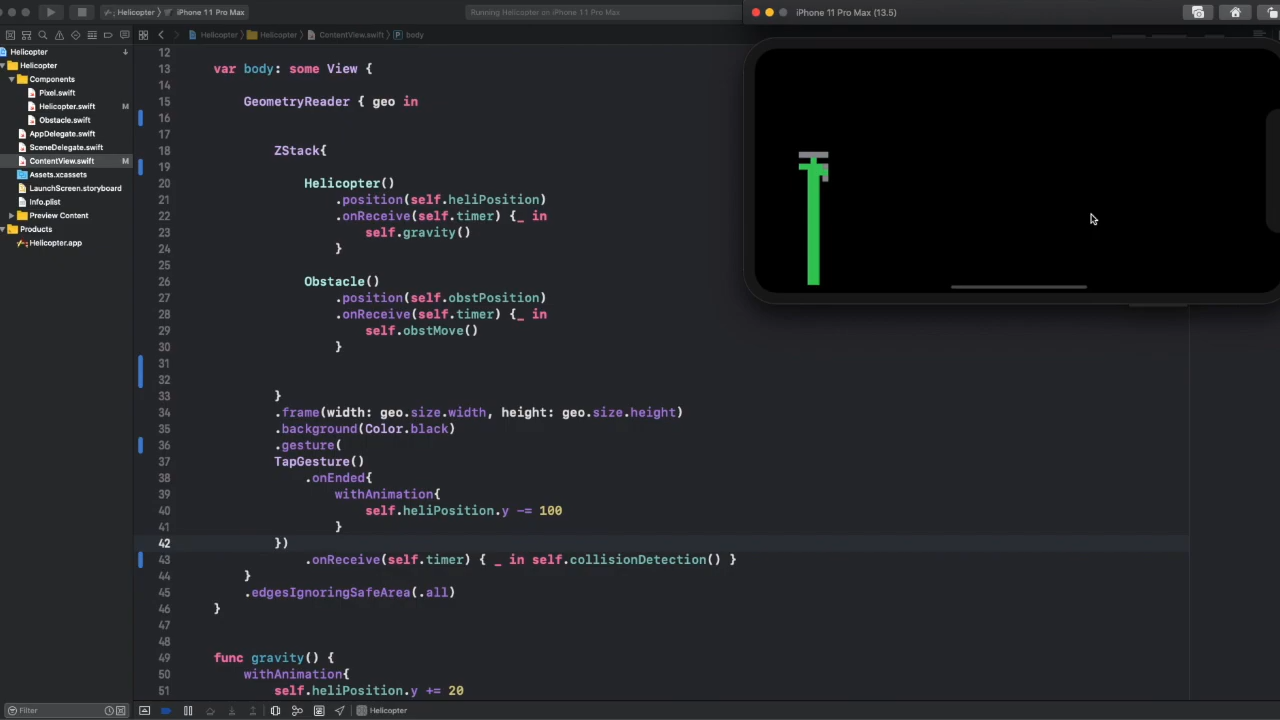 Helicopter
iPhone 11 Pro Max
Running Helicopter on iPhone 11 Pro Max
iPhone 11 Pro Max (13.5)
Helicopter
Helicopter
ContentView.swift
body
Helicopter
Helicopter
Components
Pixel.swift
Helicopter.swift
M
Obstacle.swift
AppDelegate.swift
SceneDelegate.swift
ContentView.swift
M
Assets.xcassets
LaunchScreen.storyboard
Info.plist
Preview Content
Products
Helicopter.app
12
13 var body: some View {
14
15 GeometryReader { geo in
16
17
18 ZStack{
19
20 Helicopter()
21 .position(self.heliPosition)
22 .onReceive(self.timer) {_ in
23 self.gravity()
24 }
25
26 Obstacle()
27 .position(self.obstPosition)
28 .onReceive(self.timer) {_ in
29 self.obstMove()
30 }
31
32
33 }
34 .frame(width: geo.size.width, height: geo.size.height)
35 .background(Color.black)
36 .gesture(
37 TapGesture()
38 .onEnded{
39 withAnimation{
40 self.heliPosition.y -= 100
41 }
42 })
43 .onReceive(self.timer) { _ in self.collisionDetection() }
44 }
45 .edgesIgnoringSafeArea(.all)
46 }
47
48
49 func gravity() {
50 withAnimation{
51 self.heliPosition.y += 20
Filter
Helicopter